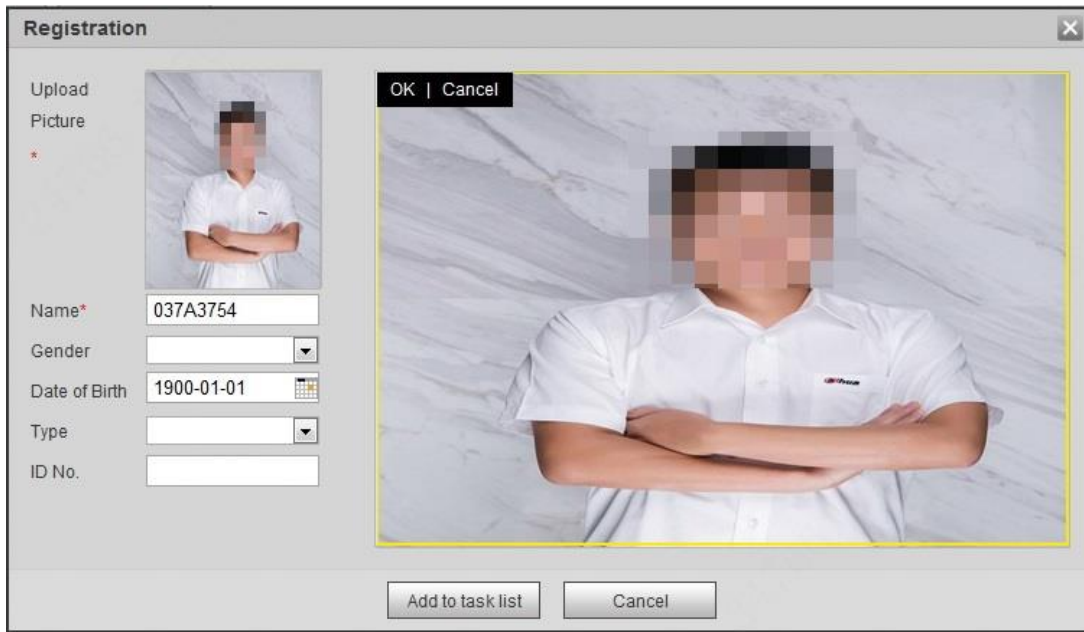 Registration
Upload
Picture
*
OK | Cancel
Name*
037A3754
Gender
Date of Birth
1900-01-01
Type
ID No.
alhua
Add to task list
Cancel